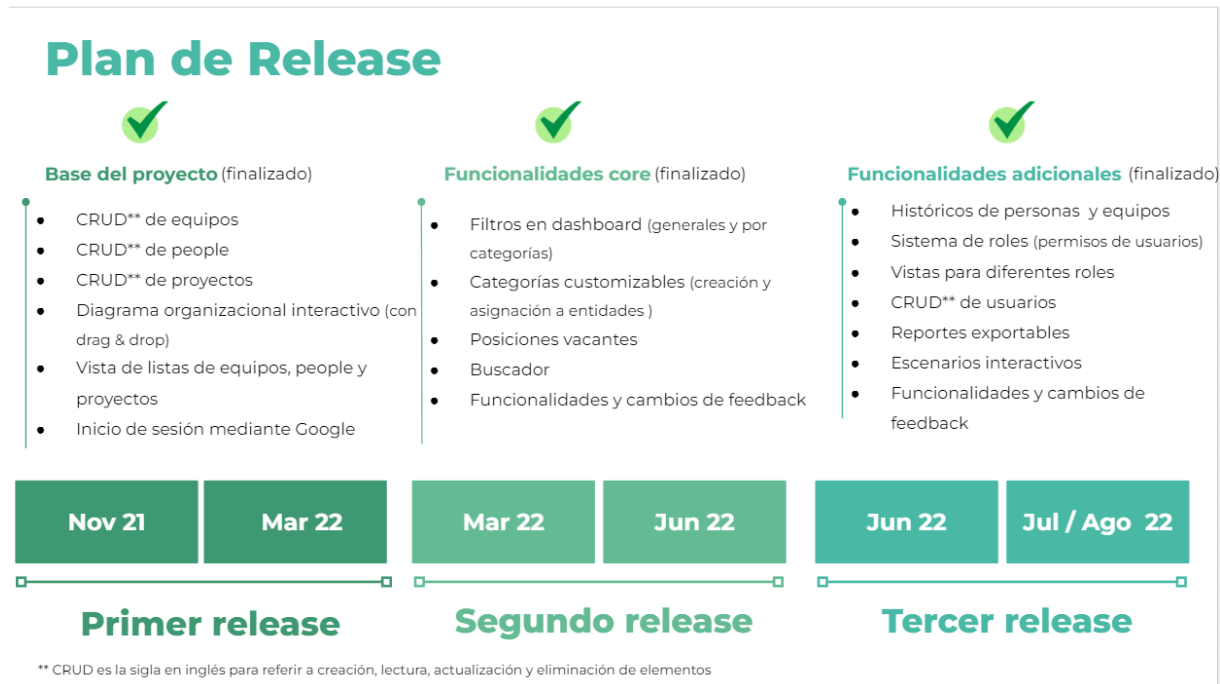 Plan de Release
Base del proyecto (finalizado)
● CRUD** de equipos
● CRUD** de people
● CRUD** de proyectos
● Diagrama organizacional interactivo (con
drag & drop)
● Vista de listas de equipos, people y
proyectos
● Inicio de sesión mediante Google
Funcionalidades core (finalizado)
● Filtros en dashboard (generales y por
categorías)
● Categorías customizables (creación y
asignación a entidades )
● Posiciones vacantes
● Buscador
● Funcionalidades y cambios de feedback
Funcionalidades adicionales (finalizado)
● Históricos de personas y equipos
● Sistema de roles (permisos de usuarios)
● Vistas para diferentes roles
● CRUD** de usuarios
● Reportes exportables
● Escenarios interactivos
● Funcionalidades y cambios de
feedback
Nov 21 Mar 22
Mar 22 Jun 22
Jun 22 Jul / Ago 22
Primer release
Segundo release
Tercer release
** CRUD es la sigla en inglés para referir a creación, lectura, actualización y eliminación de elementos